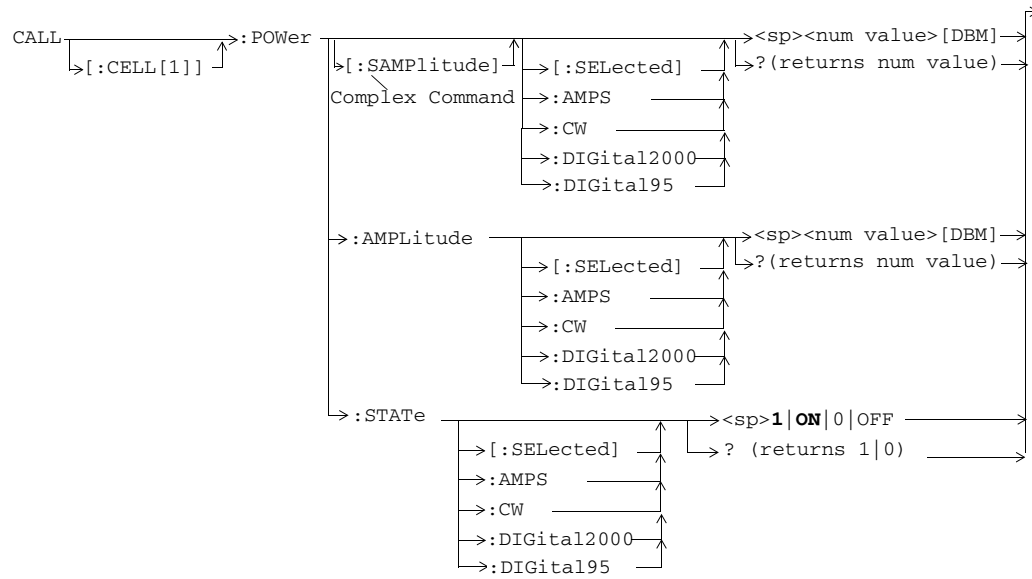 CALL :POWer <sp><num value>[DBM]
[:CELL[1]] [:SAMPlitude] [:SELected] ?(returns num value)
Complex Command :AMPS
:CW
:DIGital2000
:DIGital95
:AMPLitude <sp><num value>[DBM]
[:SELected] ?(returns num value)
:AMPS
:CW
:DIGital2000
:DIGital95
:STATe <sp>1|ON|0|OFF
[:SELected] ? (returns 1|0)
:AMPS
:CW
:DIGital2000
:DIGital95